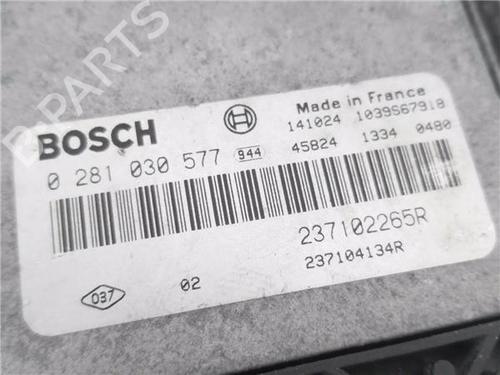 B-PARTS
BOSCH
Made in France
141024 1039S67918
0 281 030 577 944 45824 1334 0480
237102265R
037 02 237104134R